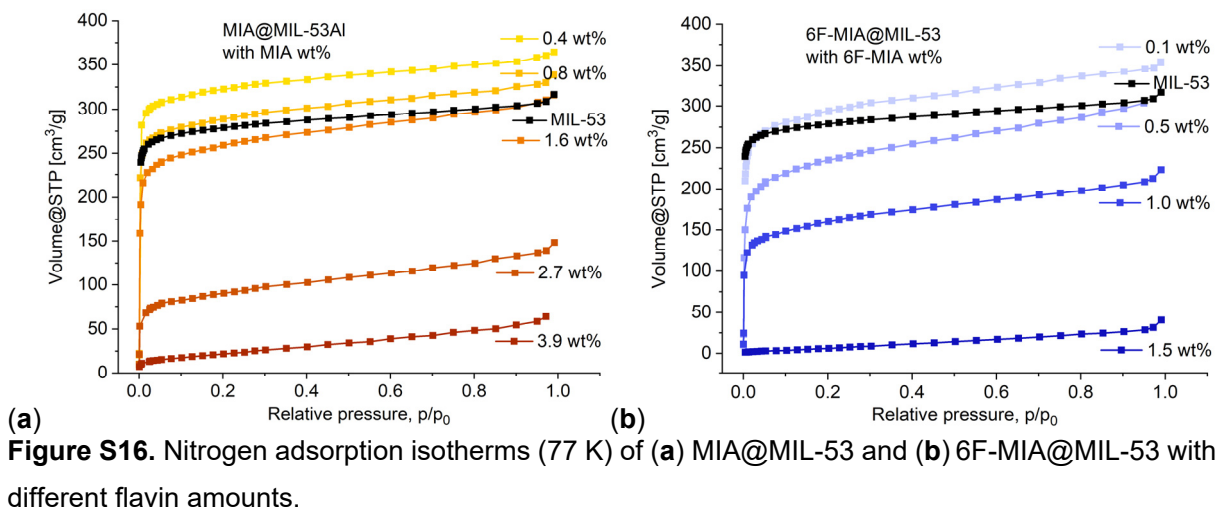 MIA@MIL-53Al
with MIA wt%
0.4 wt%
0.8 wt%
MIL-53
1.6 wt%
2.7 wt%
3.9 wt%
400
350
300
250
200
150
100
50
0
Volume@STP [cm³/g]
0.0 0.2 0.4 0.6 0.8 1.0
Relative pressure, p/p₀
(a)
6F-MIA@MIL-53
with 6F-MIA wt%
0.1 wt%
MIL-53
0.5 wt%
1.0 wt%
1.5 wt%
400
350
300
250
200
150
100
50
0
Volume@STP [cm³/g]
0.0 0.2 0.4 0.6 0.8 1.0
Relative pressure, p/p₀
(b)
Figure S16. Nitrogen adsorption isotherms (77 K) of (a) MIA@MIL-53 and (b) 6F-MIA@MIL-53 with
different flavin amounts.